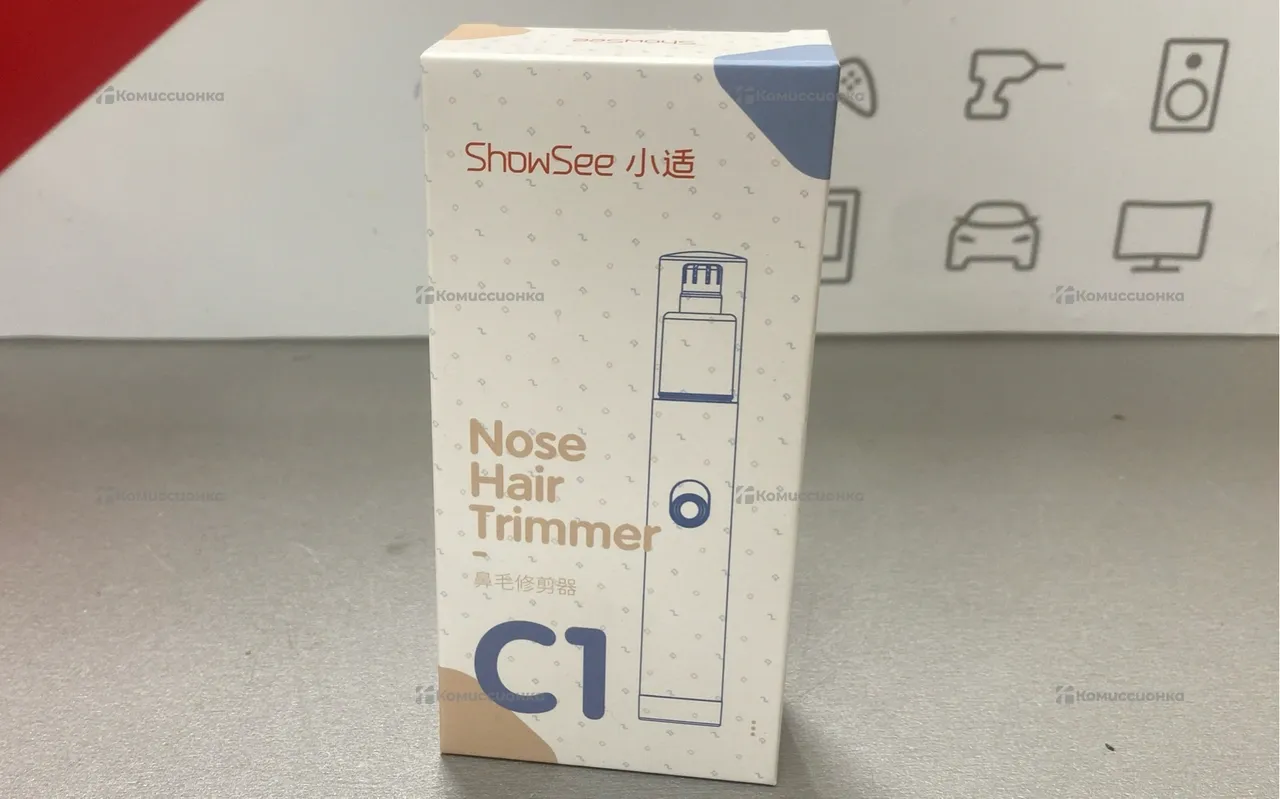 ShowSee
ShowSee 小适
Nose
Hair
Trimmer
鼻毛修剪器
C1
Комиссионка
Комиссионка
Комиссионка
Комиссионка
Комиссионка
Комиссионка
Комиссионка
Комиссионка